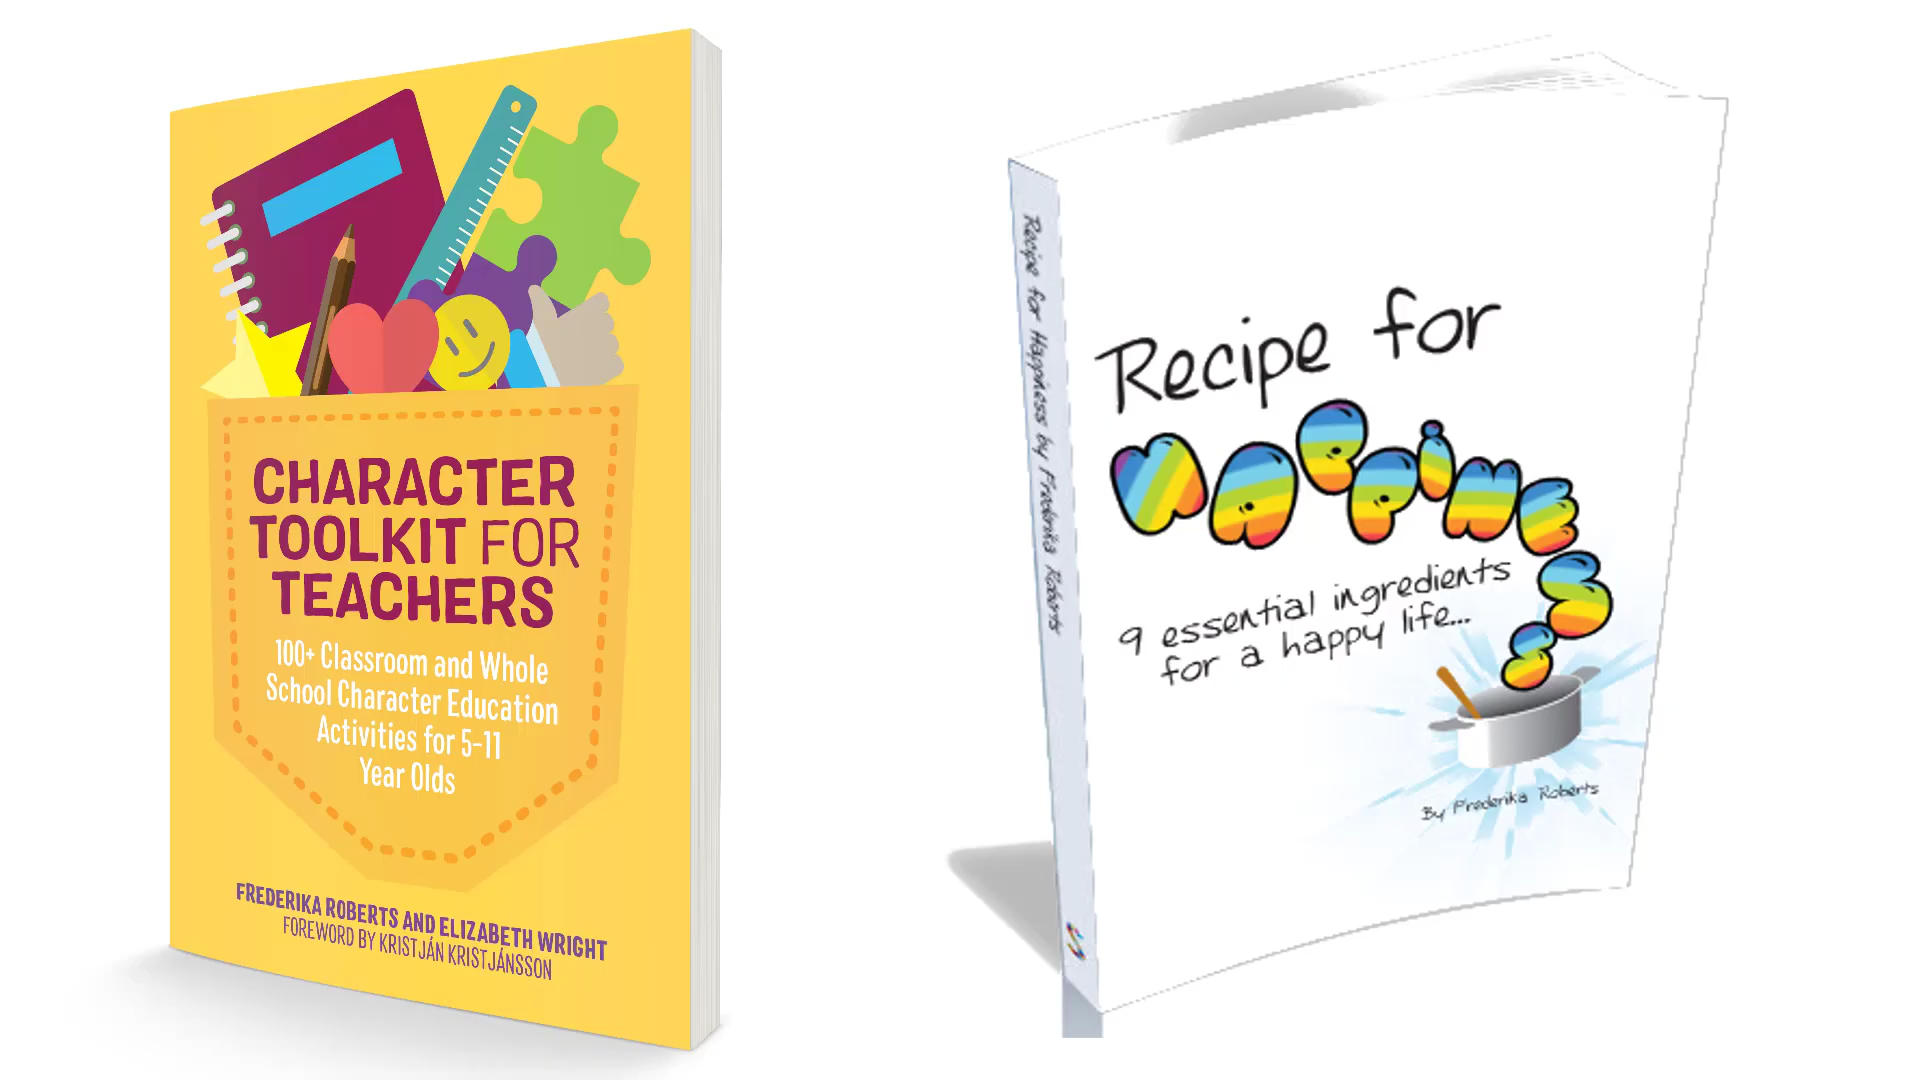 CHARACTER
TOOLKIT FOR
TEACHERS
100+ Classroom and Whole
School Character Education
Activities for 5-11
Year Olds
FREDERIKA ROBERTS AND ELIZABETH WRIGHT
FOREWORD BY KRISTJÁN KRISTJÁNSSON
Recipe for Happiness by Frederika Roberts
Recipe for
HAPPiNESS
9 essential ingredients
for a happy life...
By Frederika Roberts